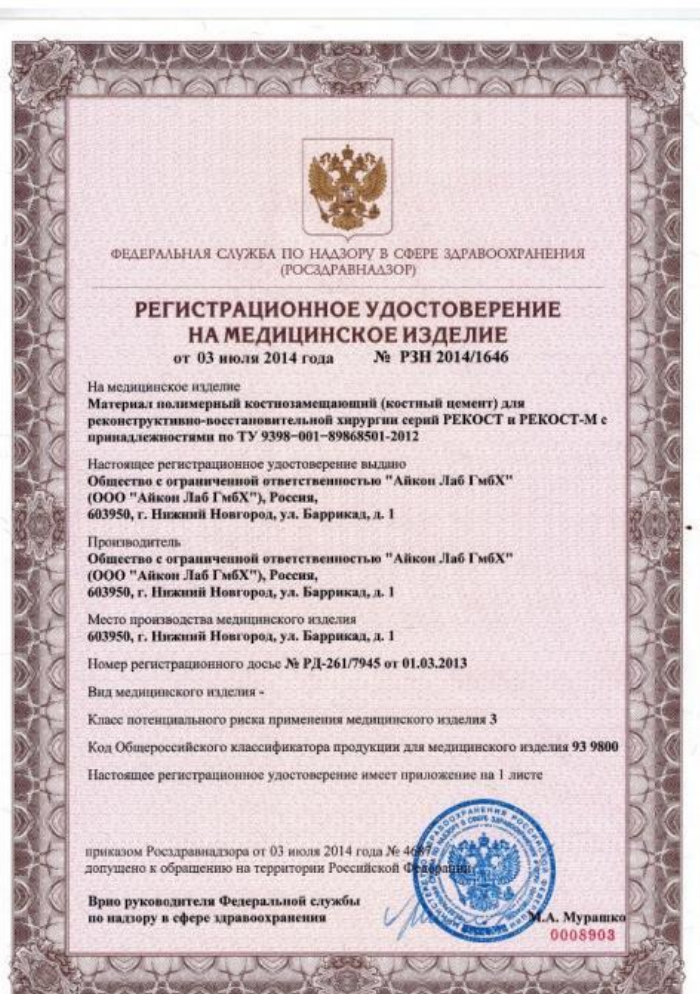 ФЕДЕРАЛЬНАЯ СЛУЖБА ПО НАДЗОРУ В СФЕРЕ ЗДРАВООХРАНЕНИЯ
(РОСЗДРАВНАДЗОР)
РЕГИСТРАЦИОННОЕ УДОСТОВЕРЕНИЕ
НА МЕДИЦИНСКОЕ ИЗДЕЛИЕ
от 03 июля 2014 года № РЗН 2014/1646
На медицинское изделие
Материал полимерный костнозамещающий (костный цемент) для
реконструктивно-восстановительной хирургии серий РЕКОСТ и РЕКОСТ-М с
принадлежностями по ТУ 9398-001-89868501-2012
Настоящее регистрационное удостоверение выдано
Общество с ограниченной ответственностью "Айкон Лаб ГмбХ"
(ООО "Айкон Лаб ГмбХ"), Россия,
603950, г. Нижний Новгород, ул. Баррикад, д. 1
Производитель
Общество с ограниченной ответственностью "Айкон Лаб ГмбХ"
(ООО "Айкон Лаб ГмбХ"), Россия,
603950, г. Нижний Новгород, ул. Баррикад, д. 1
Место производства медицинского изделия
603950, г. Нижний Новгород, ул. Баррикад, д. 1
Номер регистрационного досье № РД-261/7945 от 01.03.2013
Вид медицинского изделия -
Класс потенциального риска применения медицинского изделия 3
Код Общероссийского классификатора продукции для медицинского изделия 93 9800
Настоящее регистрационное удостоверение имеет приложение на 1 листе
приказом Росздравнадзора от 03 июля 2014 года № 4687
допущено к обращению на территории Российской Федерации.
Врио руководителя Федеральной службы
по надзору в сфере здравоохранения
М.А. Мурашко
0008903